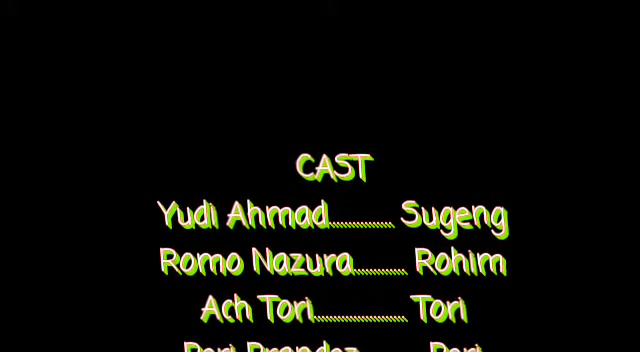 CAST
Yudi Ahmad.............. Sugeng
Romo Nazura............ Rohim
Ach Tori.................... Tori